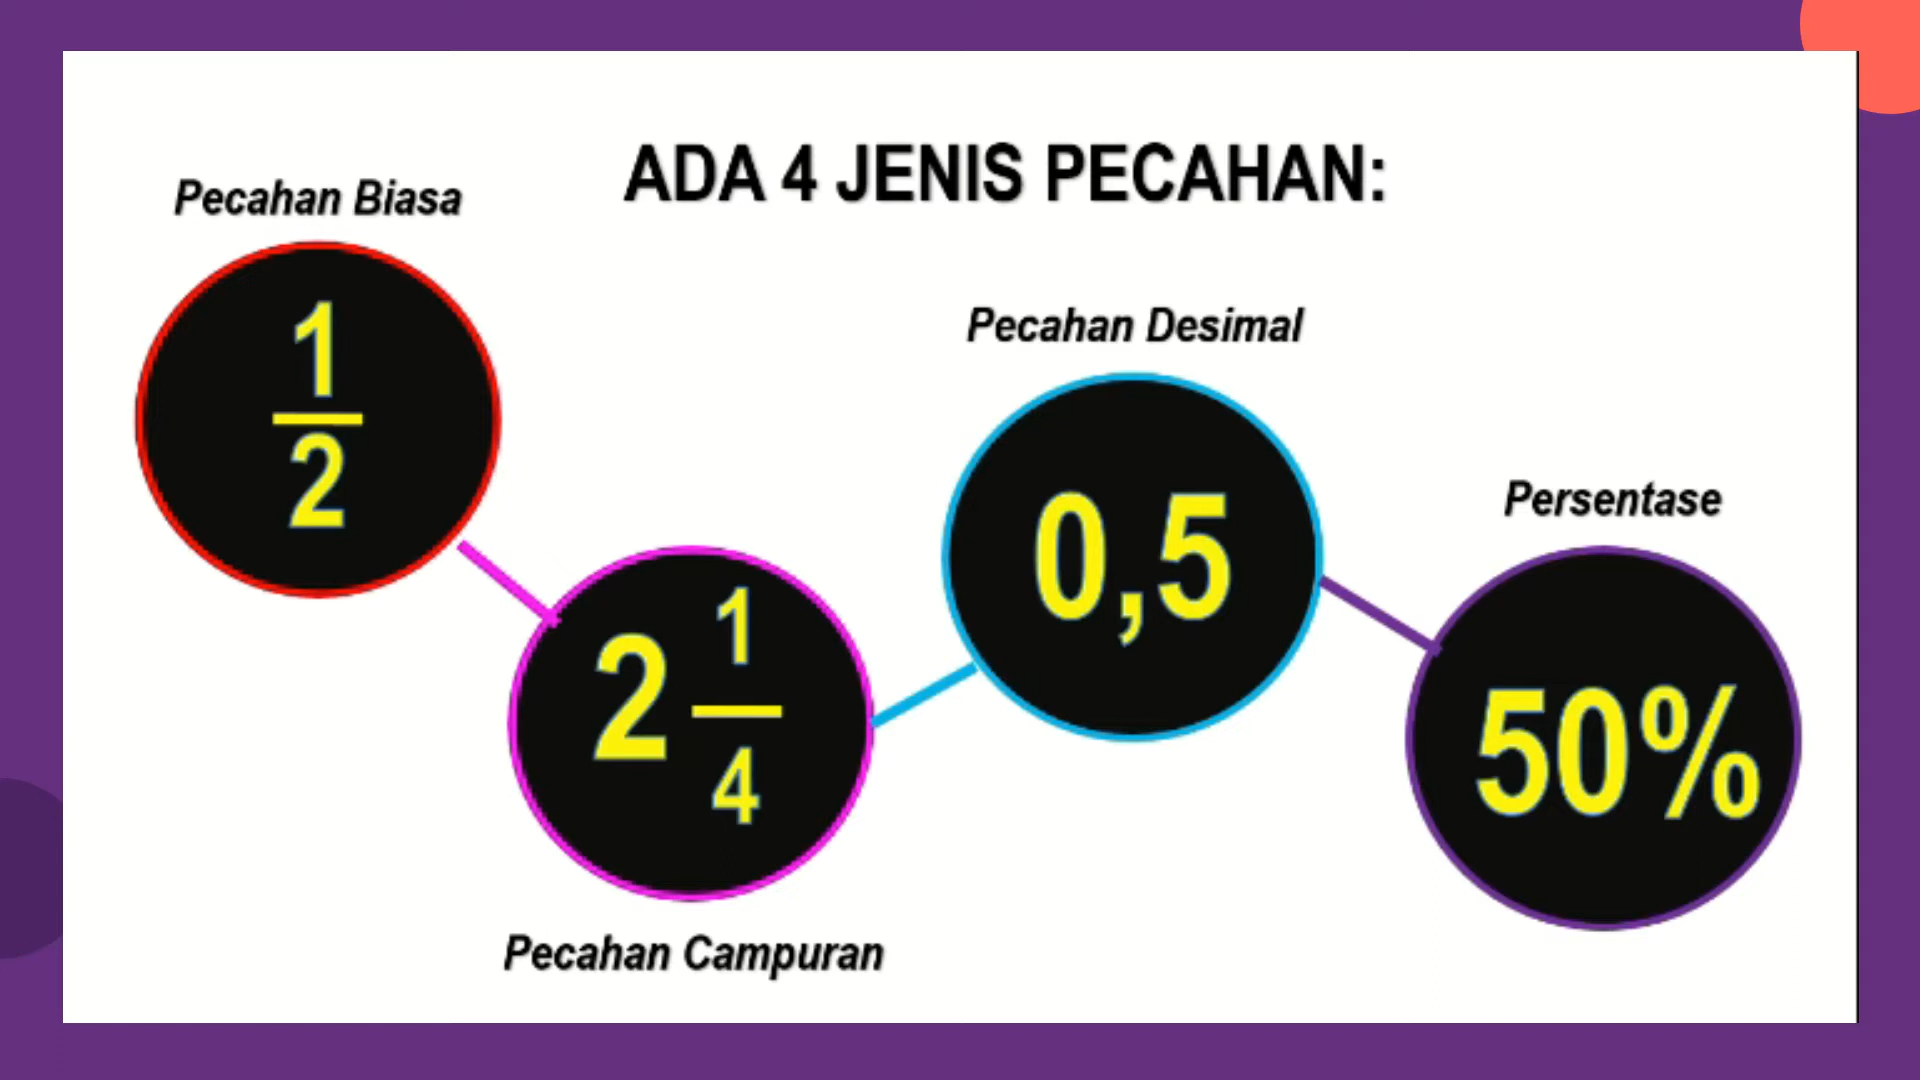 ADA 4 JENIS PECAHAN:
Pecahan Biasa
1
2
2 1
4
Pecahan Campuran
Pecahan Desimal
0,5
Persentase
50%